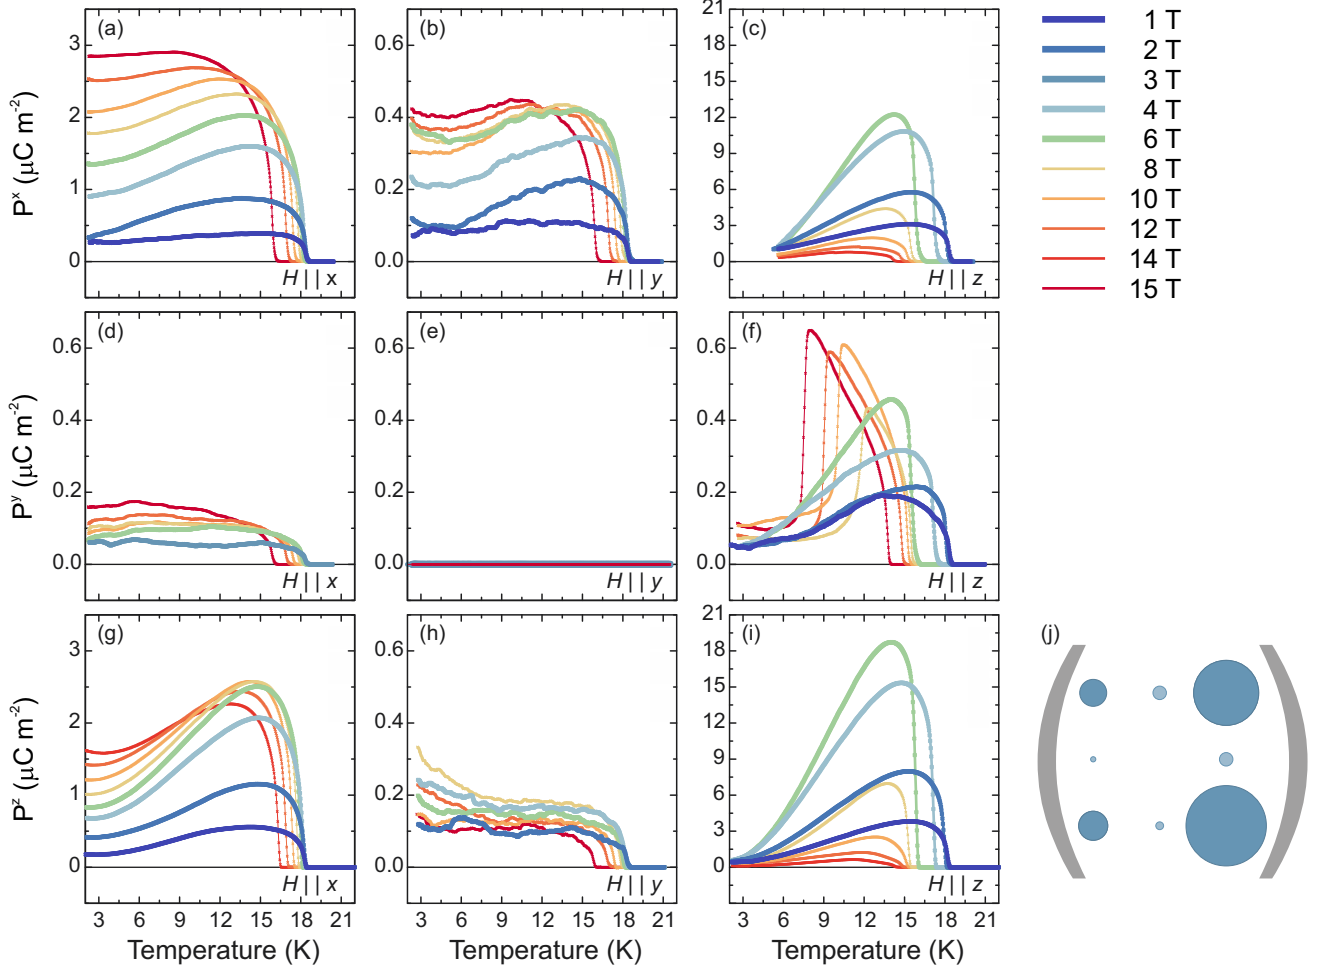 (a)
(b)
(c)
3
2
1
0
Pˣ (μC m⁻²)
H || x
0.6
0.4
0.2
0.0
H || y
21
18
15
12
9
6
3
0
H || z
1 T
2 T
3 T
4 T
6 T
8 T
10 T
12 T
14 T
15 T
(d)
(e)
(f)
0.6
0.4
0.2
0.0
Pʸ (μC m⁻²)
H || x
0.6
0.4
0.2
0.0
H || y
0.6
0.4
0.2
0.0
H || z
(g)
(h)
(i)
(j)
3
2
1
0
Pᶻ (μC m⁻²)
H || x
0.6
0.4
0.2
0.0
H || y
21
18
15
12
9
6
3
0
H || z
3 6 9 12 15 18 21
3 6 9 12 15 18 21
3 6 9 12 15 18 21
Temperature (K)
Temperature (K)
Temperature (K)